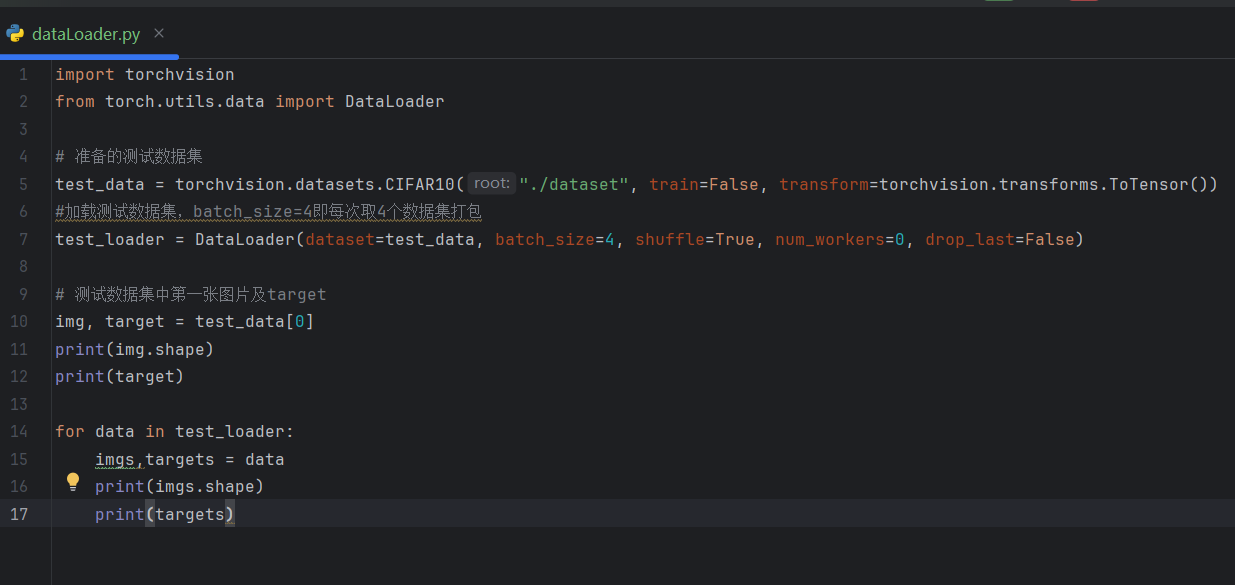 dataLoader.py ×
1 import torchvision
2 from torch.utils.data import DataLoader
3
4 # 准备的测试数据集
5 test_data = torchvision.datasets.CIFAR10( root: "./dataset", train=False, transform=torchvision.transforms.ToTensor())
6 #加载测试数据集，batch_size=4即每次取4个数据集打包
7 test_loader = DataLoader(dataset=test_data, batch_size=4, shuffle=True, num_workers=0, drop_last=False)
8
9 # 测试数据集中第一张图片及target
10 img, target = test_data[0]
11 print(img.shape)
12 print(target)
13
14 for data in test_loader:
15     imgs,targets = data
16     print(imgs.shape)
17     print(targets)